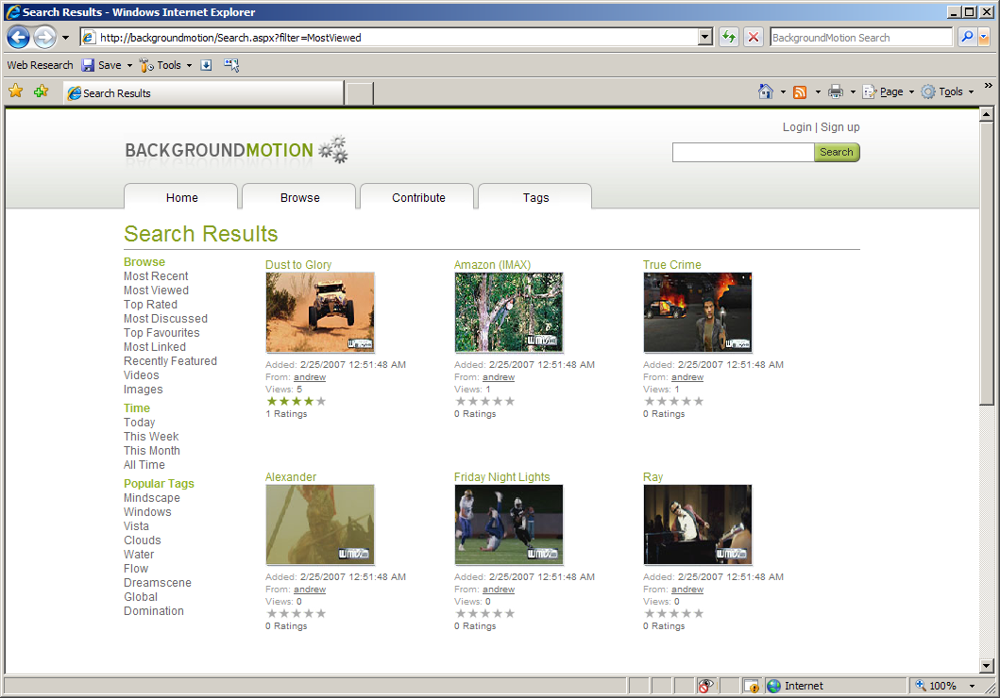 Search Results - Windows Internet Explorer
http://backgroundmotion/Search.aspx?filter=MostViewed
BackgroundMotion Search
Web Research Save Tools
Search Results
Page Tools »
Login | Sign up
BACKGROUNDMOTION
Search
Home Browse Contribute Tags
Search Results
Browse
Most Recent
Most Viewed
Top Rated
Most Discussed
Top Favourites
Most Linked
Recently Featured
Videos
Images
Time
Today
This Week
This Month
All Time
Popular Tags
Mindscape
Windows
Vista
Clouds
Water
Flow
Dreamscene
Global
Domination
Dust to Glory
Added: 2/25/2007 12:51:48 AM
From: andrew
Views: 5
1 Ratings
Amazon (IMAX)
Added: 2/25/2007 12:51:48 AM
From: andrew
Views: 1
0 Ratings
True Crime
Added: 2/25/2007 12:51:48 AM
From: andrew
Views: 1
0 Ratings
Alexander
Added: 2/25/2007 12:51:48 AM
From: andrew
Views: 0
0 Ratings
Friday Night Lights
Added: 2/25/2007 12:51:48 AM
From: andrew
Views: 0
0 Ratings
Ray
Added: 2/25/2007 12:51:48 AM
From: andrew
Views: 0
0 Ratings
Internet
100%